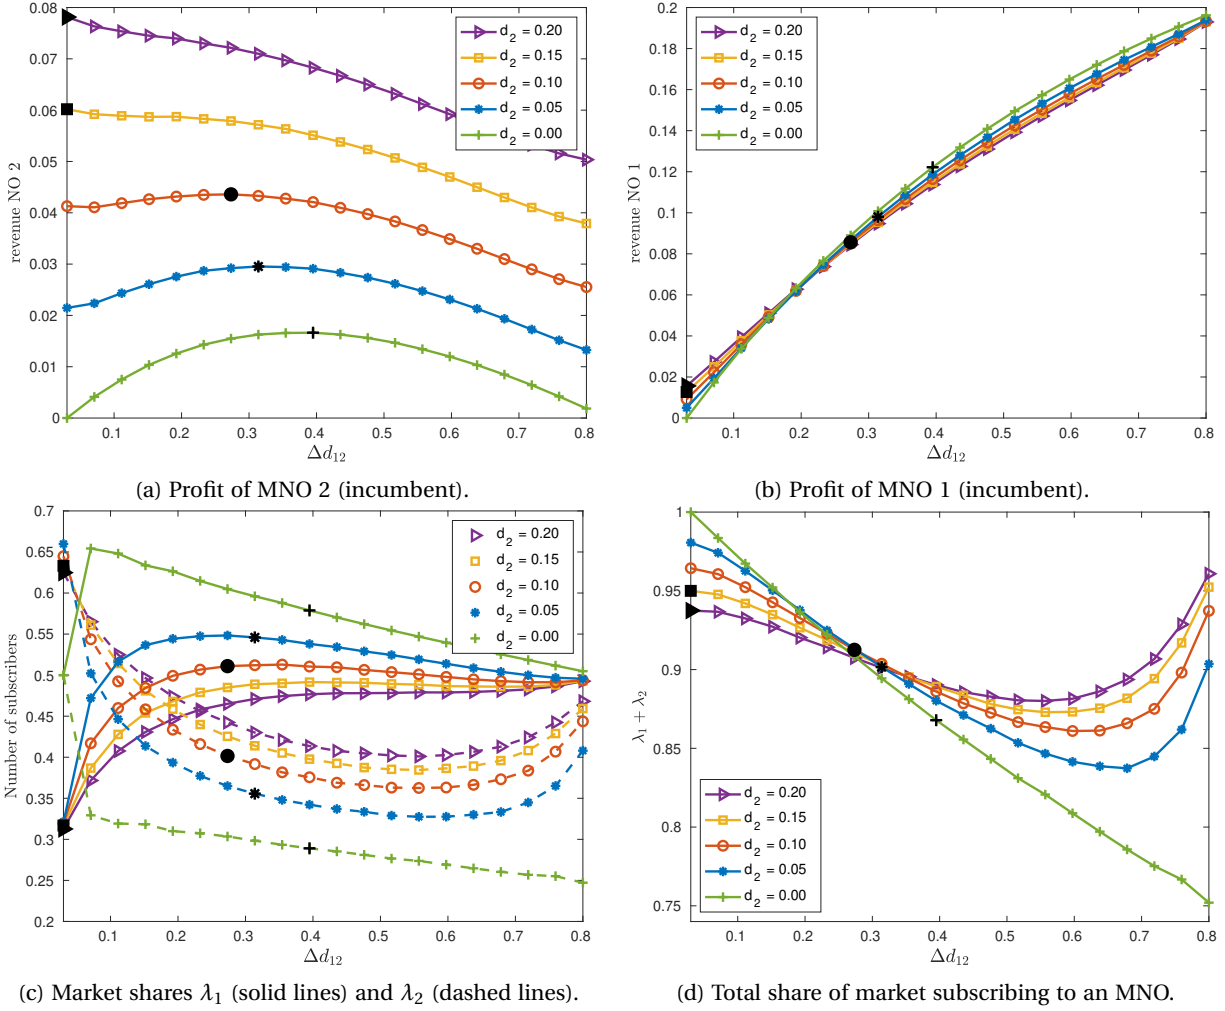 0.08
0.07
0.06
0.05
0.04
0.03
0.02
0.01
0
revenue NO 2
d2 = 0.20
d2 = 0.15
d2 = 0.10
d2 = 0.05
d2 = 0.00
0.1 0.2 0.3 0.4 0.5 0.6 0.7 0.8
Δd12
(a) Profit of MNO 2 (incumbent).
0.2
0.18
0.16
0.14
0.12
0.1
0.08
0.06
0.04
0.02
0
revenue NO 1
d2 = 0.20
d2 = 0.15
d2 = 0.10
d2 = 0.05
d2 = 0.00
0.1 0.2 0.3 0.4 0.5 0.6 0.7 0.8
Δd12
(b) Profit of MNO 1 (incumbent).
0.7
0.65
0.6
0.55
0.5
0.45
0.4
0.35
0.3
0.25
0.2
Number of subscribers
d2 = 0.20
d2 = 0.15
d2 = 0.10
d2 = 0.05
d2 = 0.00
0.1 0.2 0.3 0.4 0.5 0.6 0.7 0.8
Δd12
(c) Market shares λ1 (solid lines) and λ2 (dashed lines).
1
0.95
0.9
0.85
0.8
0.75
λ1 + λ2
d2 = 0.20
d2 = 0.15
d2 = 0.10
d2 = 0.05
d2 = 0.00
0.1 0.2 0.3 0.4 0.5 0.6 0.7 0.8
Δd12
(d) Total share of market subscribing to an MNO.